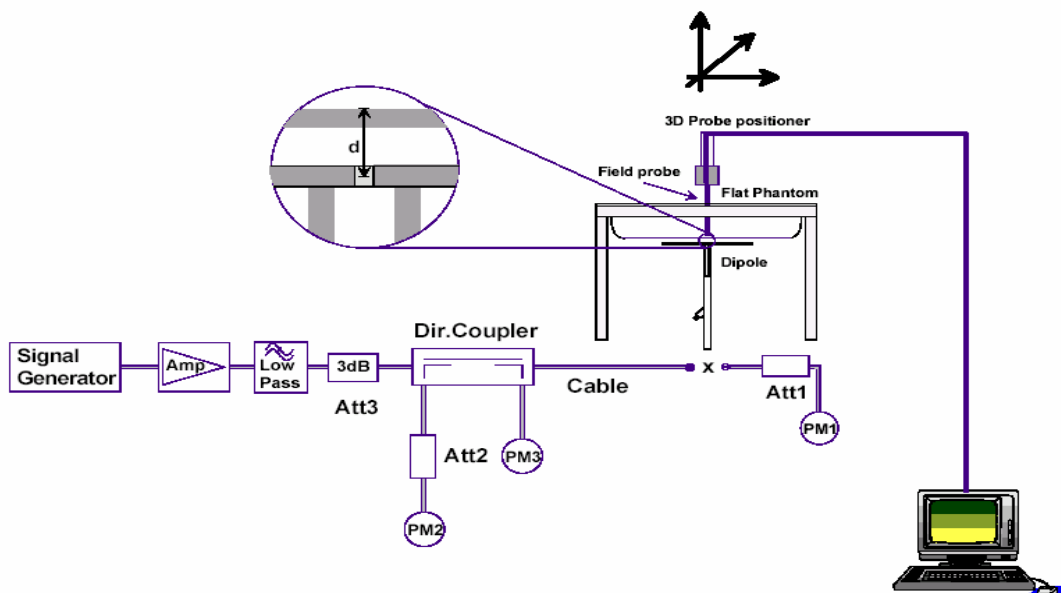 3D Probe positioner
d
Field probe
Flat Phantom
Dipole
Dir.Coupler
Signal
Generator
Amp
Low
Pass
3dB
Cable
x
Att3
Att1
Att2
PM3
PM1
PM2